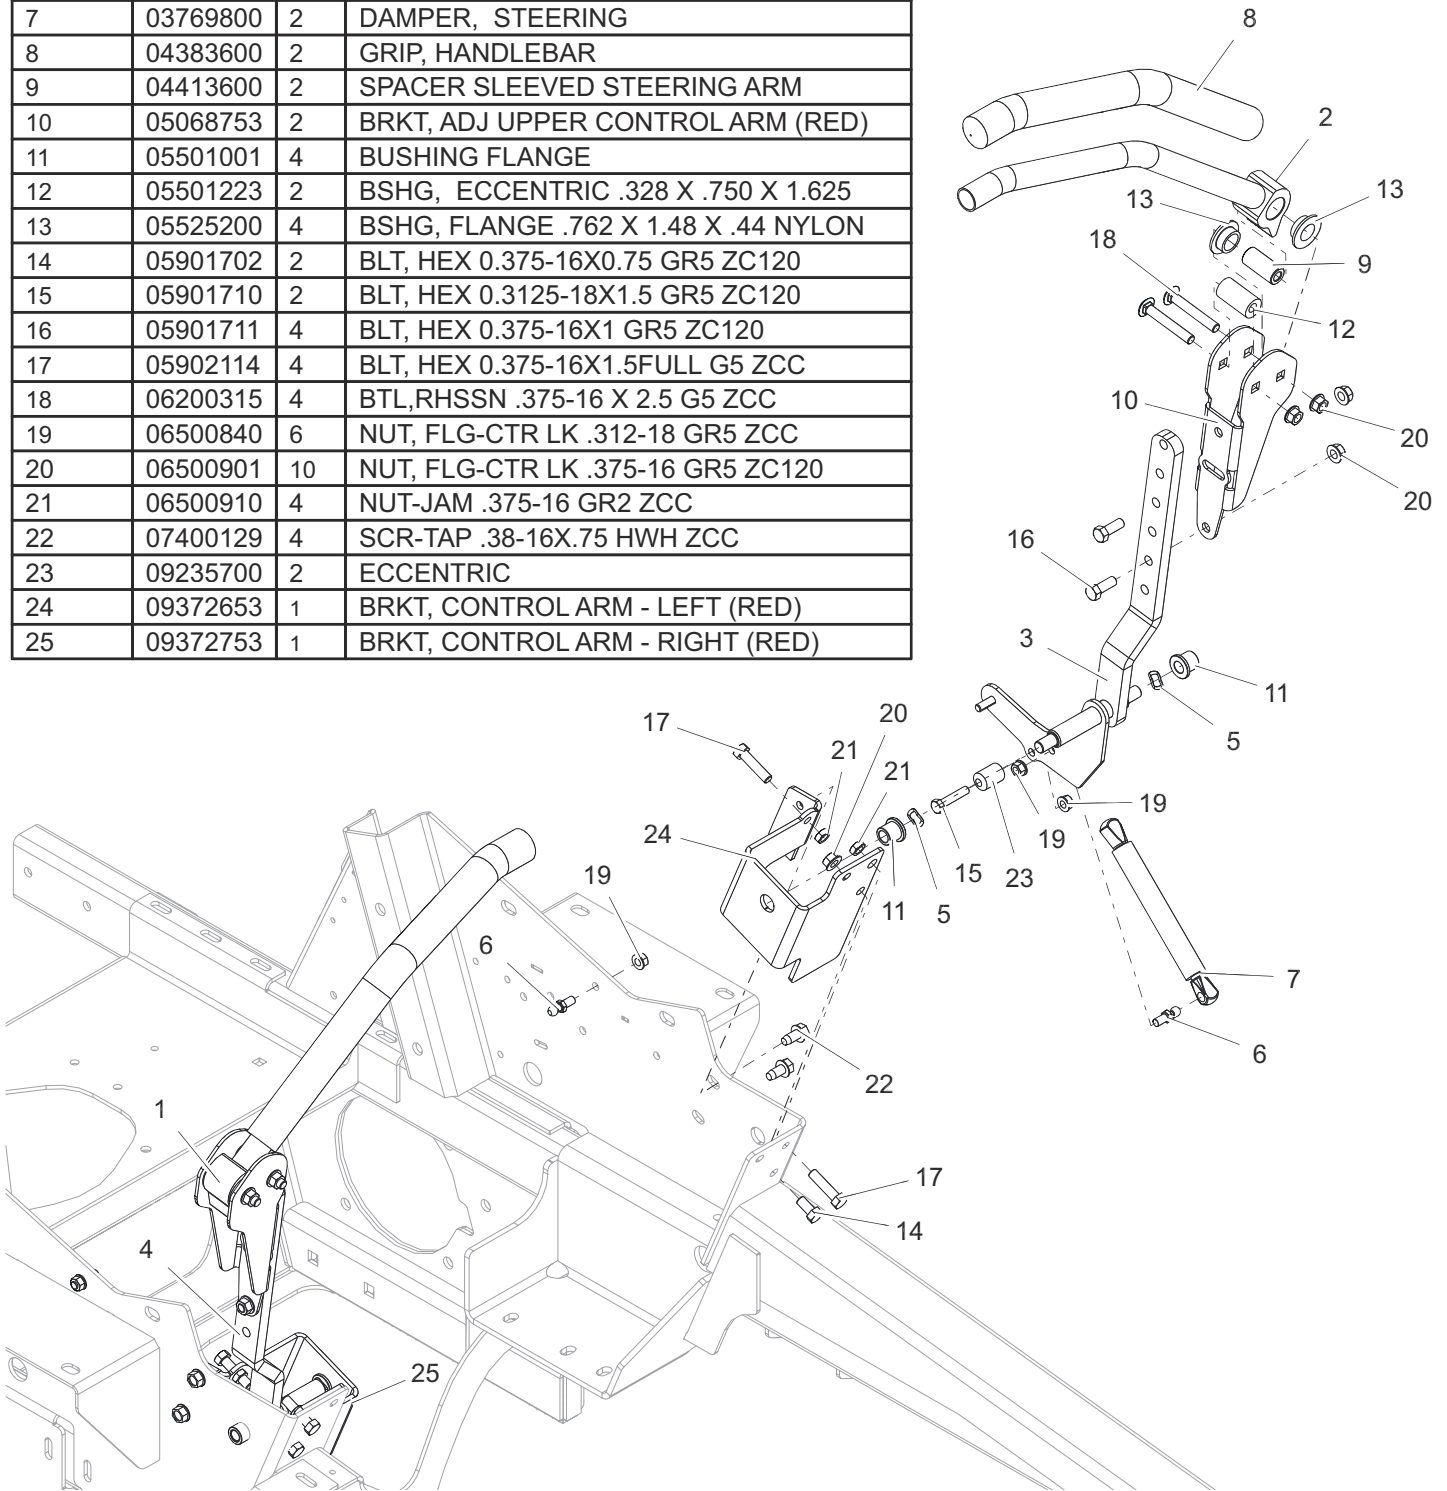 7 03769800 2 DAMPER, STEERING
8 04383600 2 GRIP, HANDLEBAR
9 04413600 2 SPACER SLEEVED STEERING ARM
10 05068753 2 BRKT, ADJ UPPER CONTROL ARM (RED)
11 05501001 4 BUSHING FLANGE
12 05501223 2 BSHG, ECCENTRIC .328 X .750 X 1.625
13 05525200 4 BSHG, FLANGE .762 X 1.48 X .44 NYLON
14 05901702 2 BLT, HEX 0.375-16X0.75 GR5 ZC120
15 05901710 2 BLT, HEX 0.3125-18X1.5 GR5 ZC120
16 05901711 4 BLT, HEX 0.375-16X1 GR5 ZC120
17 05902114 4 BLT, HEX 0.375-16X1.5FULL G5 ZCC
18 06200315 4 BTL,RHSSN .375-16 X 2.5 G5 ZCC
19 06500840 6 NUT, FLG-CTR LK .312-18 GR5 ZCC
20 06500901 10 NUT, FLG-CTR LK .375-16 GR5 ZC120
21 06500910 4 NUT-JAM .375-16 GR2 ZCC
22 07400129 4 SCR-TAP .38-16X.75 HWH ZCC
23 09235700 2 ECCENTRIC
24 09372653 1 BRKT, CONTROL ARM - LEFT (RED)
25 09372753 1 BRKT, CONTROL ARM - RIGHT (RED)
8
2
13
13
18
9
12
10
20
20
16
3
11
5
17
20
21
21
19
24
19
15
23
11
5
19
6
7
6
22
1
17
14
4
25